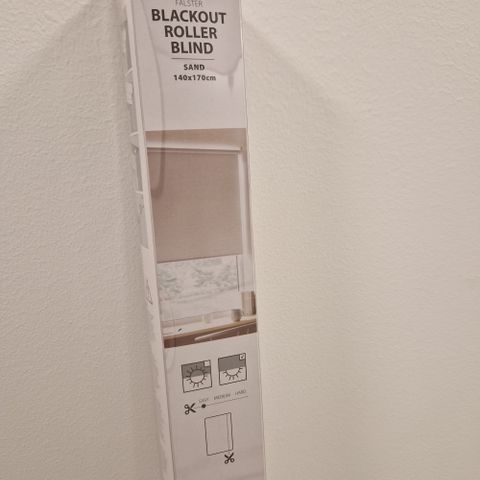 FALSTER
BLACKOUT
ROLLER
BLIND
SAND
140x170cm
EASY MEDIUM HARD